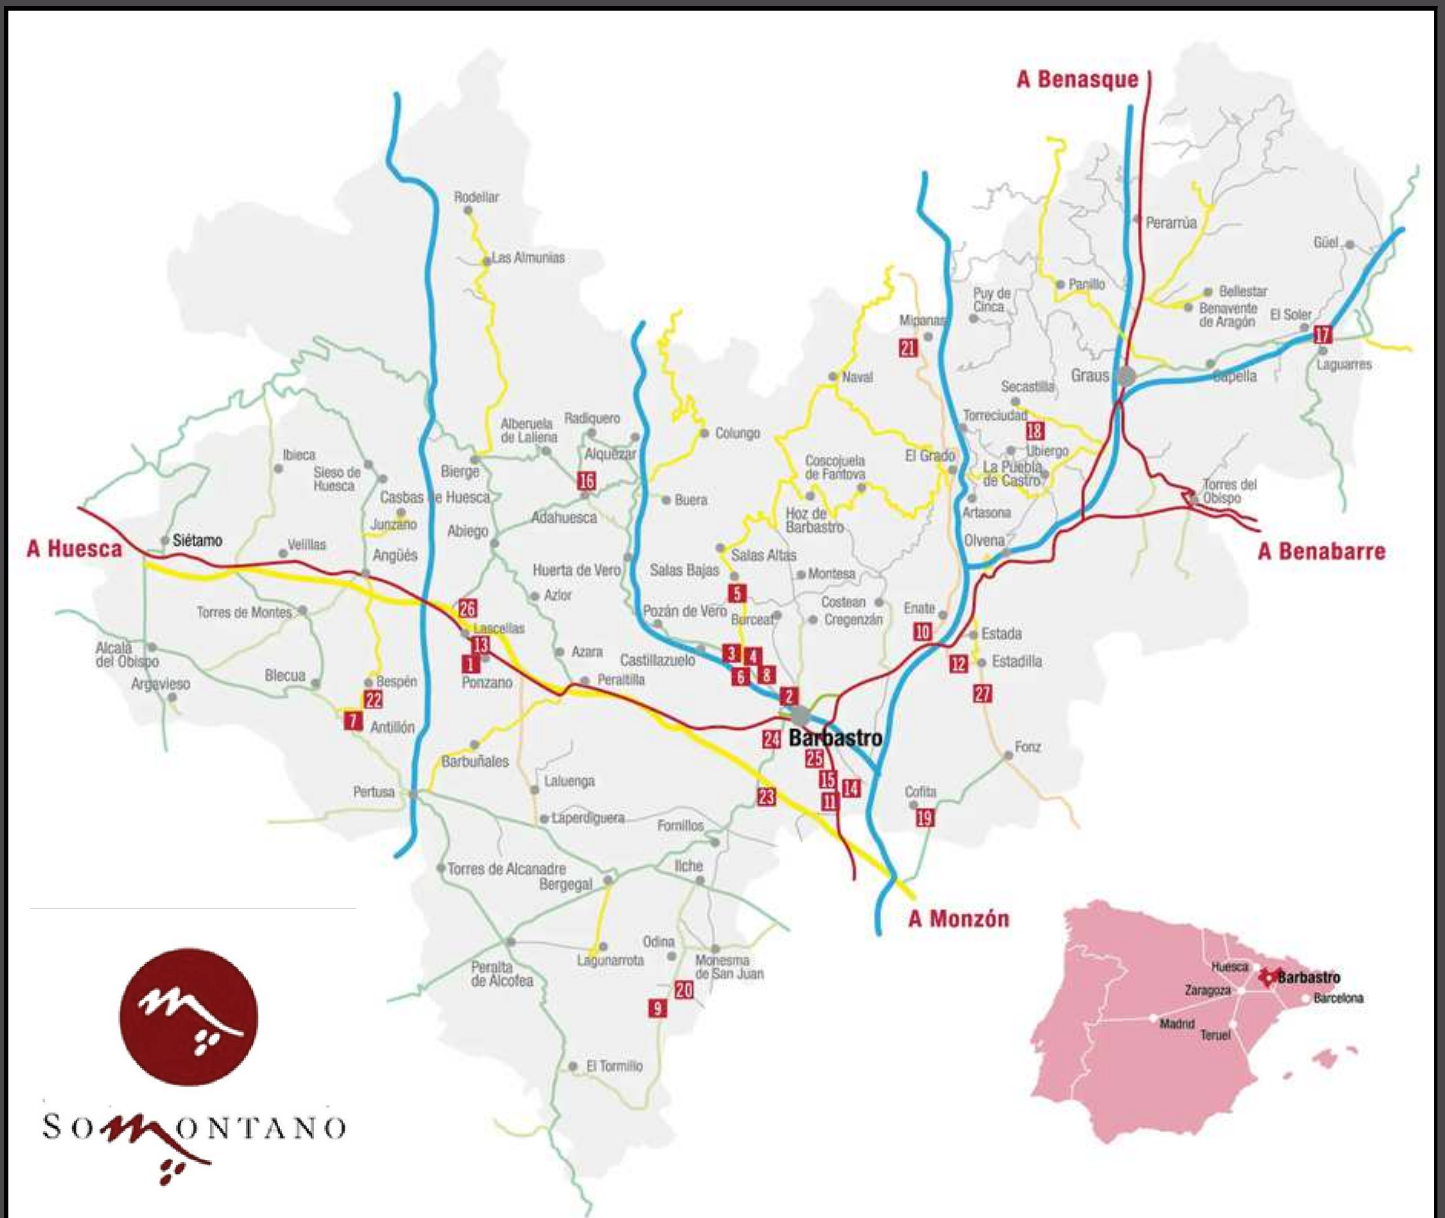 A Benasque
Rodellar
Perarrúa
Güel
Las Almunias
Panillo
Puy de
Cinca
Bellestar
Benavente
de Aragón
El Soler
Mipanas
21
17
Laguarres
Graus
Capella
Naval
Secastilla
Torreciudad
18
Alberuela
de Laliena
Radiquero
Colungo
Ibieca
Alquézar
Ubiergo
El Grado
La Puebla
de Castro
Sieso de
Huesca
Bierge
Coscojuela
de Fantova
16
Torres del
Obispo
Casbas de Huesca
Buera
Adahuesca
Hoz de
Barbastro
Artasona
Junzano
Abiego
Siétamo
Olvena
A Huesca
Velillas
Angüés
Salas Altas
A Benabarre
Huerta de Vero
Salas Bajas
Montesa
5
Azlor
Costean
Torres de Montes
26
Pozán de Vero
Burceat
Cregenzán
Enate
Lascellas
10
Estada
13
Alcalá
del Obispo
Azara
Castillazuelo
3
4
1
12
Estadilla
Blecua
Argavieso
Bespén
Ponzano
Peraltilla
6
8
22
2
27
7
Antillón
24
Barbastro
Fonz
Barbuñales
25
Laluenga
15
14
Pertusa
23
11
Cofita
19
Laperdiguera
Fornillos
Torres de Alcanadre
Ilche
Bergegal
A Monzón
Odina
Lagunarrota
Monesma
de San Juan
Peralta
de Alcofea
20
9
El Tormillo
Huesca
Barbastro
Zaragoza
Barcelona
Madrid
Teruel
SOMONTANO